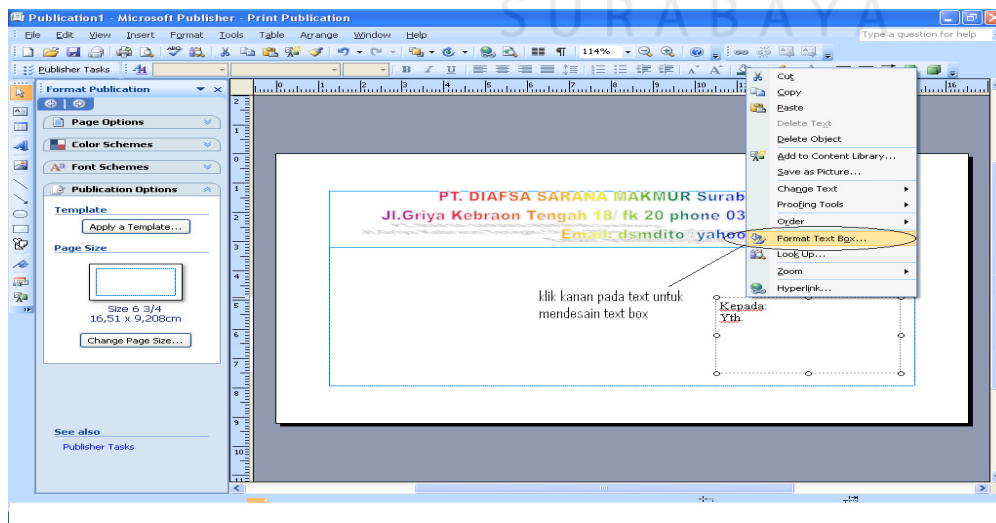 SURABAYA
Publication1 - Microsoft Publisher - Print Publication
File Edit View Insert Format Tools Table Arrange Window Help
Type a question for help
114%
Publisher Tasks
B I U
Format Publication
Page Options
Color Schemes
Font Schemes
Publication Options
Template
Apply a Template...
Page Size
Size 6 3/4
16,51 x 9,208cm
Change Page Size...
See also
Publisher Tasks
PT. DIAFSA SARANA MAKMUR Surab
Jl.Griya Kebraon Tengah 18/ fk 20 phone 03
Email: dsmdito@yahoo
klik kanan pada text untuk
mendesain text box
Kepada:
Yth.
Cut
Copy
Paste
Delete Text
Delete Object
Add to Content Library...
Save as Picture...
Change Text
Proofing Tools
Order
Format Text Box...
Look Up...
Zoom
Hyperlink...